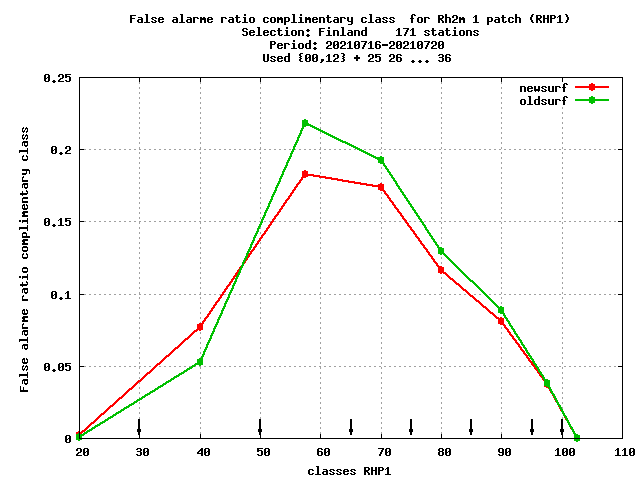 False alarme ratio complimentary class  for Rh2m 1 patch (RHP1)
Selection: Finland    171 stations
Period: 20210716-20210720
Used {00,12} + 25 26 ... 36
newsurf
oldsurf
False alarme ratio complimentary class
0.25
0.2
0.15
0.1
0.05
0
20 30 40 50 60 70 80 90 100 110
classes RHP1